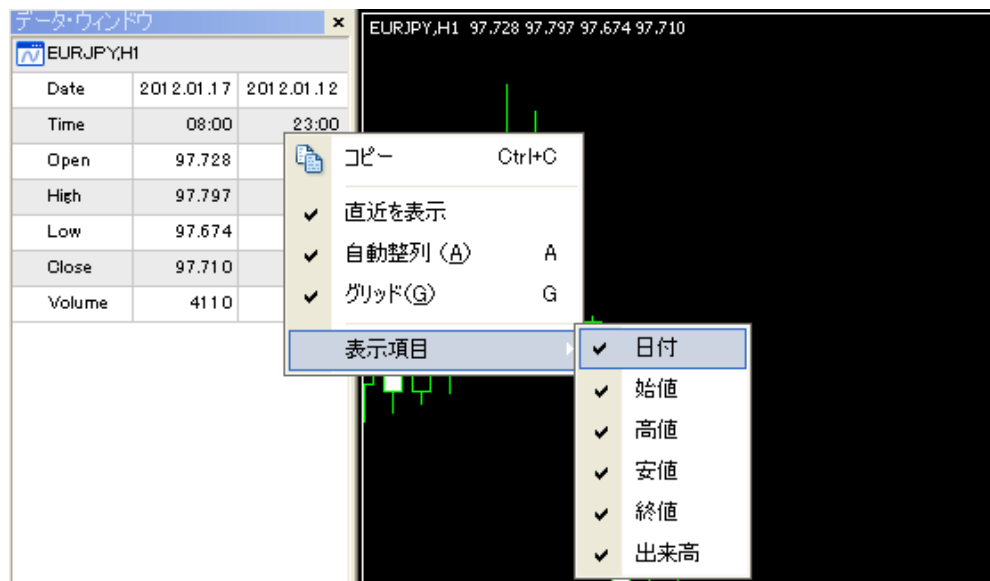 データ・ウィンドウ
EURJPY,H1 97.728 97.797 97.674 97.710
EURJPY,H1
Date 2012.01.17 2012.01.12
Time 08:00 23:00
Open 97.728
High 97.797
Low 97.674
Close 97.710
Volume 4110
コピー Ctrl+C
直近を表示
自動整列 (A) A
グリッド(G) G
表示項目
日付
始値
高値
安値
終値
出来高